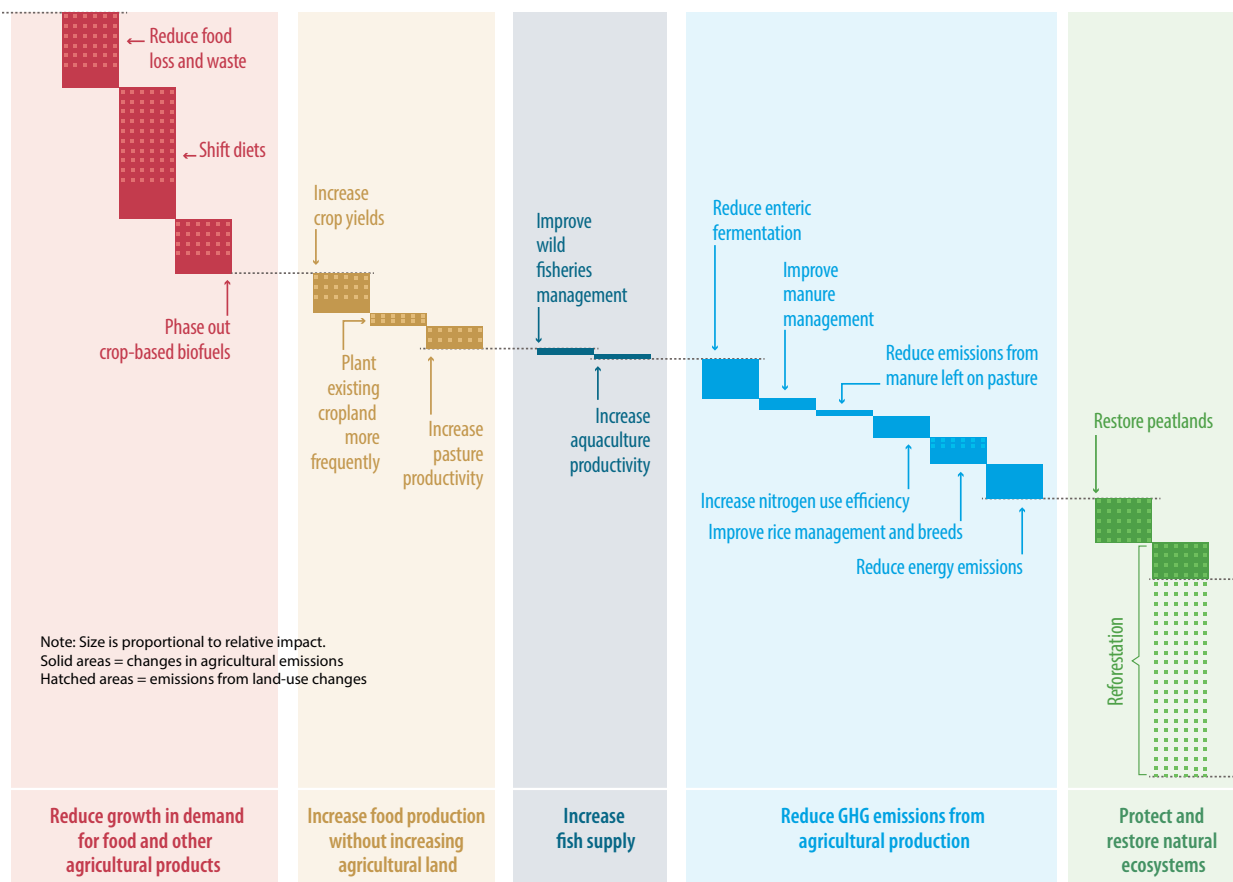 Reduce food
loss and waste
Shift diets
Phase out
crop-based biofuels
Increase
crop yields
Plant
existing
cropland
more
frequently
Increase
pasture
productivity
Improve
wild
fisheries
management
Increase
aquaculture
productivity
Reduce enteric
fermentation
Improve
manure
management
Reduce emissions from
manure left on pasture
Increase nitrogen use efficiency
Improve rice management and breeds
Reduce energy emissions
Restore peatlands
Reforestation
Note: Size is proportional to relative impact.
Solid areas = changes in agricultural emissions
Hatched areas = emissions from land-use changes
Reduce growth in demand
for food and other
agricultural products
Increase food production
without increasing
agricultural land
Increase
fish supply
Reduce GHG emissions from
agricultural production
Protect and
restore natural
ecosystems